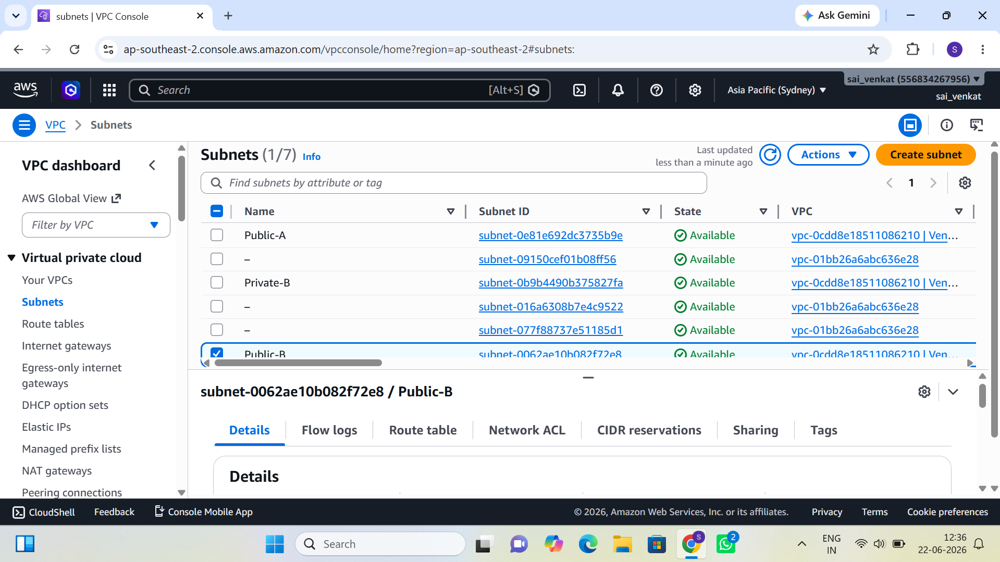 subnets | VPC Console
Ask Gemini
ap-southeast-2.console.aws.amazon.com/vpcconsole/home?region=ap-southeast-2#subnets:
S
aws
Search
[Alt+S]
Asia Pacific (Sydney)
sai_venkat (556834267956)
sai_venkat
VPC
Subnets
VPC dashboard
AWS Global View
Filter by VPC
Virtual private cloud
Your VPCs
Subnets
Route tables
Internet gateways
Egress-only internet
gateways
DHCP option sets
Elastic IPs
Managed prefix lists
NAT gateways
Peering connections
Subnets (1/7) Info
Last updated
less than a minute ago
Actions
Create subnet
Find subnets by attribute or tag
1
Name Subnet ID State VPC
Public-A subnet-0e81e692dc3735b9e Available vpc-0cdd8e18511086210 | Ven...
– subnet-09150cef01b08ff56 Available vpc-01bb26a6abc636e28
Private-B subnet-0b9b4490b375827fa Available vpc-0cdd8e18511086210 | Ven...
– subnet-016a6308b7e4c9522 Available vpc-01bb26a6abc636e28
– subnet-077f88737e51185d1 Available vpc-01bb26a6abc636e28
Public-B subnet-0062ae10b082f72e8 Available vpc-0cdd8e18511086210 | Ven...
subnet-0062ae10b082f72e8 / Public-B
Details Flow logs Route table Network ACL CIDR reservations Sharing Tags
Details
CloudShell Feedback Console Mobile App © 2026, Amazon Web Services, Inc. or its affiliates. Privacy Terms Cookie preferences
Search
S
2
ENG
IN
12:36
22-06-2026